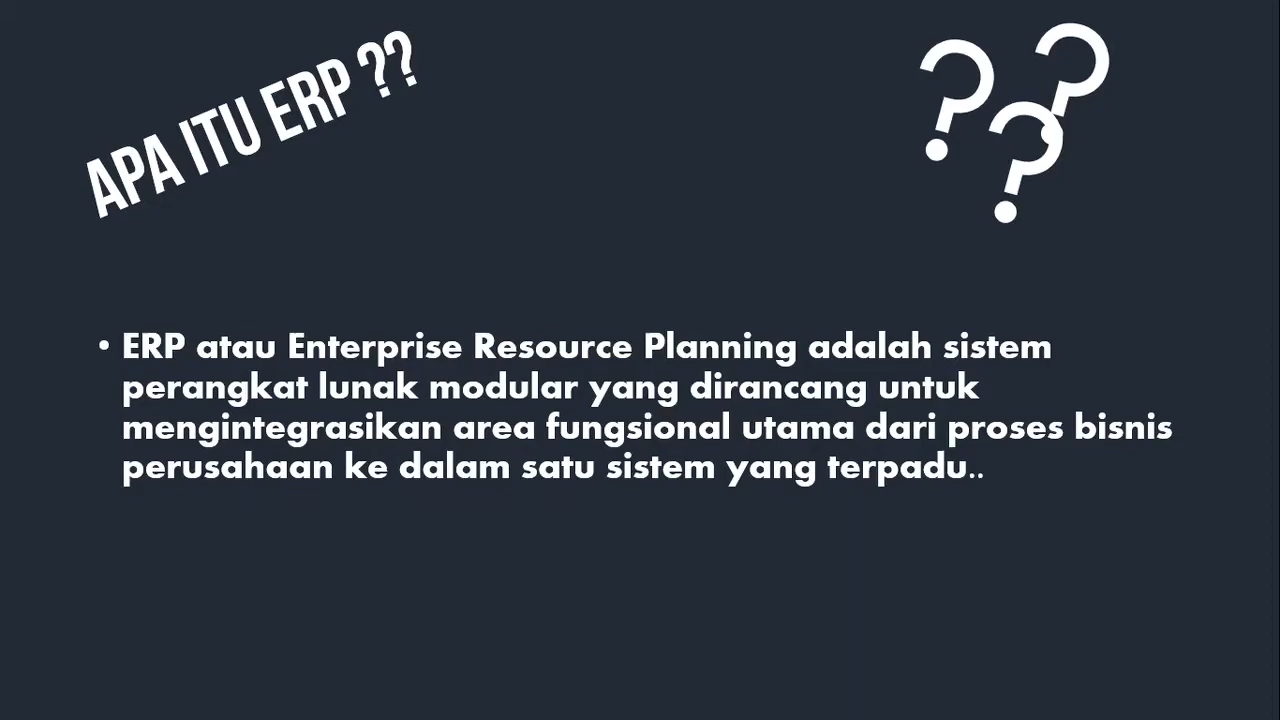 APA ITU ERP ??
???
• ERP atau Enterprise Resource Planning adalah sistem
perangkat lunak modular yang dirancang untuk
mengintegrasikan area fungsional utama dari proses bisnis
perusahaan ke dalam satu sistem yang terpadu..